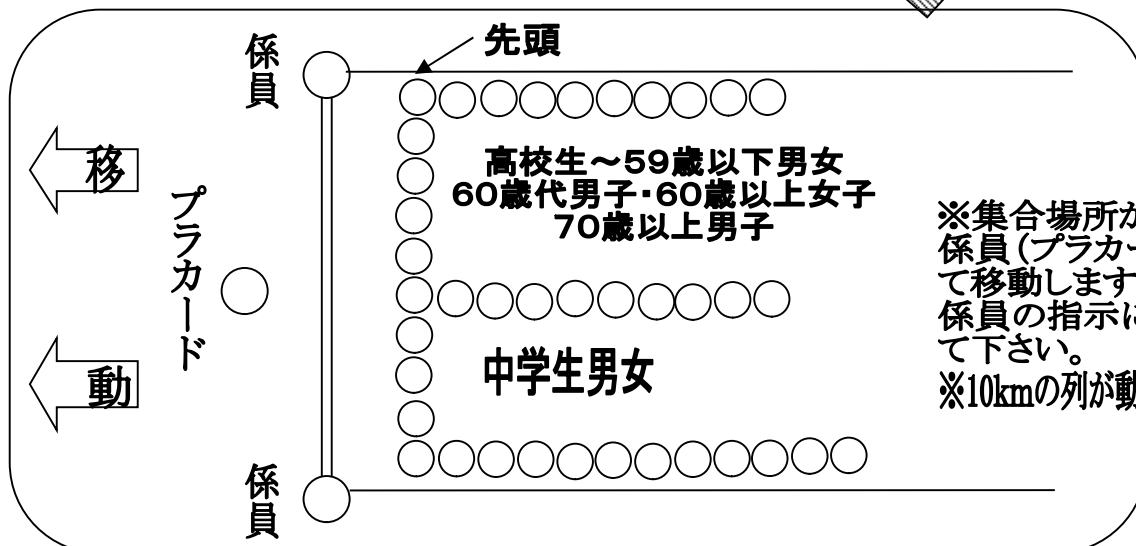 係員
先頭
移
プラカード
高校生～59歳以下男女
60歳代男子・60歳以上女子
70歳以上男子
※集合場所か
係員(プラカー
て移動します
係員の指示に
て下さい。
※10kmの列が動
動
中学生男女
係員